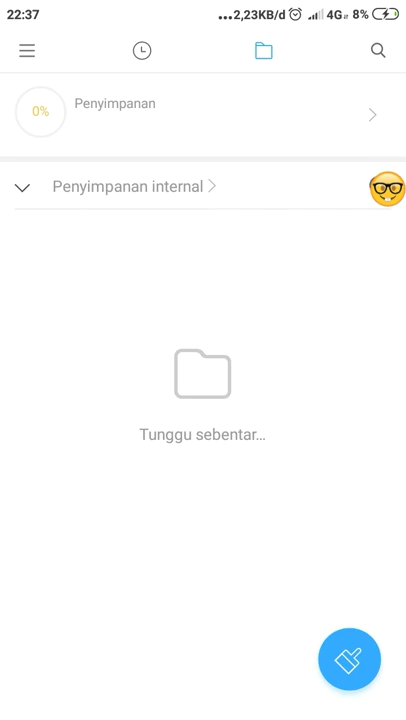 22:37
...2,23KB/d
4G
8%
0%
Penyimpanan
Penyimpanan internal
Tunggu sebentar...